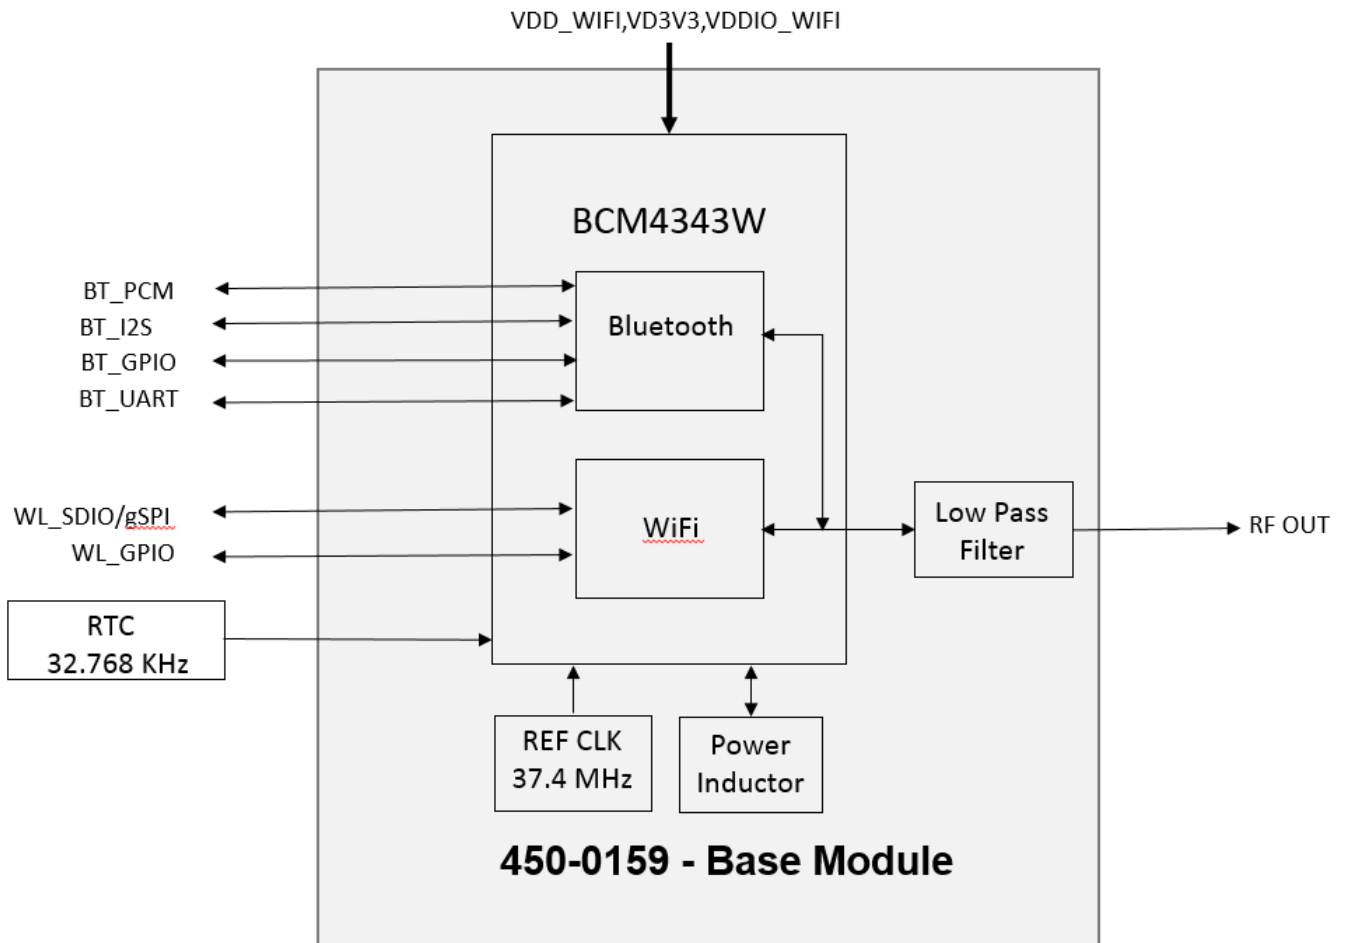 VDD_WIFI,VD3V3,VDDIO_WIFI
BCM4343W
BT_PCM
BT_I2S
BT_GPIO
BT_UART
Bluetooth
WL_SDIO/gSPI
WL_GPIO
WiFi
Low Pass
Filter
RF OUT
RTC
32.768 KHz
REF CLK
37.4 MHz
Power
Inductor
450-0159 - Base Module